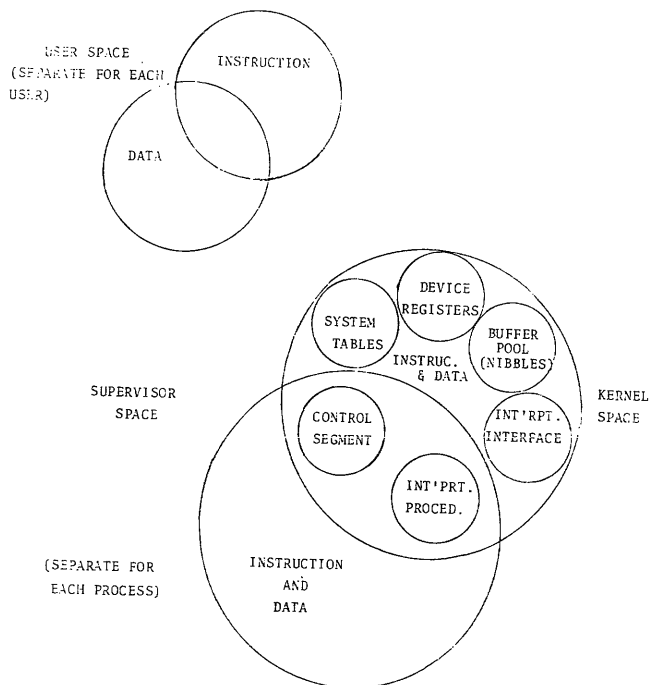 USER SPACE
(SEPARATE FOR EACH
USER)
INSTRUCTION
DATA
DEVICE
REGISTERS
SYSTEM
TABLES
BUFFER
POOL
(NIBBLES)
INSTRUC.
& DATA
SUPERVISOR
SPACE
CONTROL
SEGMENT
INT'RPT.
INTERFACE
KERNEL
SPACE
INT'PRT.
PROCED.
(SEPARATE FOR
EACH PROCESS)
INSTRUCTION
AND
DATA